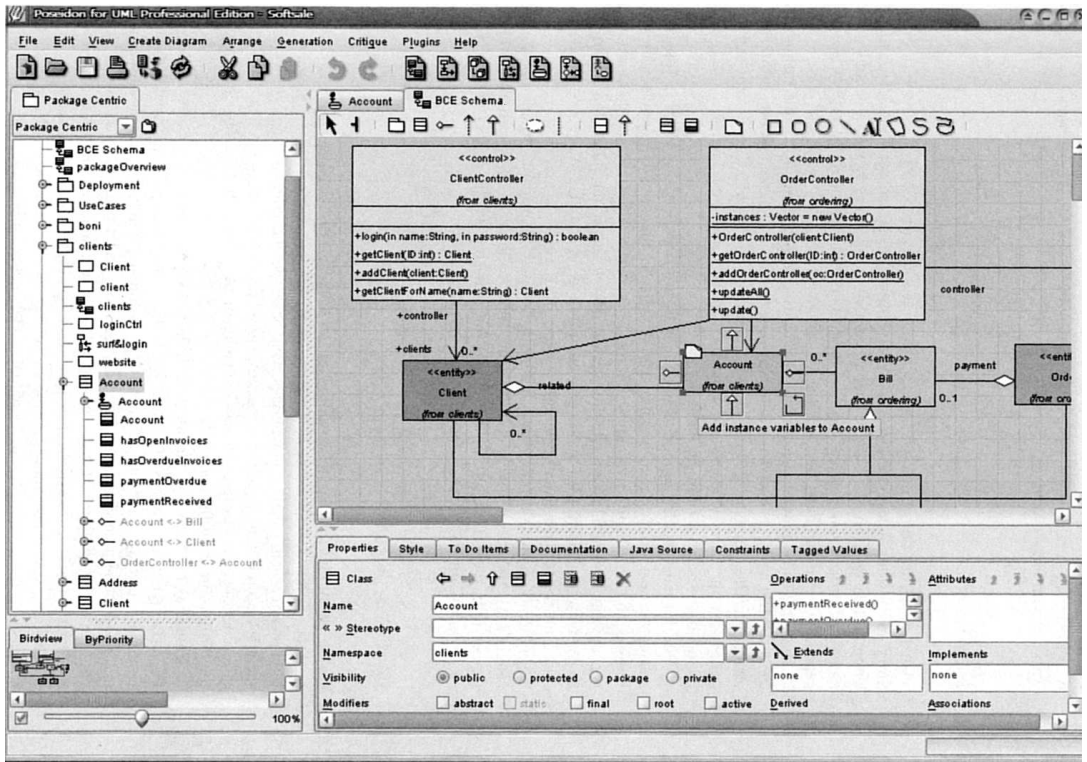 Poseidon for UML Professional Edition - Softsale
File Edit View Create Diagram Arrange Generation Critique Plugins Help
Package Centric
Package Centric
BCE Schema
packageOverview
Deployment
UseCases
boni
clients
Client
client
clients
loginCtrl
surf&login
website
Account
Account
Account
hasOpenInvoices
hasOverdueInvoices
paymentOverdue
paymentReceived
Account <-> Bill
Account <-> Client
OrderController <-> Account
Address
Client
Birdview ByPriority
100%
Account BCE Schema
<<control>>
ClientController
(from clients)
+login(in name:String, in password:String) : boolean
+getClient(ID:int) : Client
+addClient(client:Client)
+getClientForName(name:String) : Client
<<control>>
OrderController
(from ordering)
-instances : Vector = new Vector()
+OrderController(client:Client)
+getOrderController(ID:int) : OrderController
+addOrderController(oc:OrderController)
+updateAll()
+update()
controller
+controller
+clients 0..*
<<entity>>
Client
(from clients)
related
0..*
Account
(from clients)
0..*
<<entity>>
Bill
(from ordering)
payment
0..1
<<entit
Ord
(from ord
Add instance variables to Account
Properties Style To Do Items Documentation Java Source Constraints Tagged Values
Class
Name Account
« » Stereotype
Namespace clients
Visibility public protected package private
Modifiers abstract static final root active
Operations Attributes
+paymentReceived()
+paymentOverdue()
Extends Implements
none none
Derived Associations